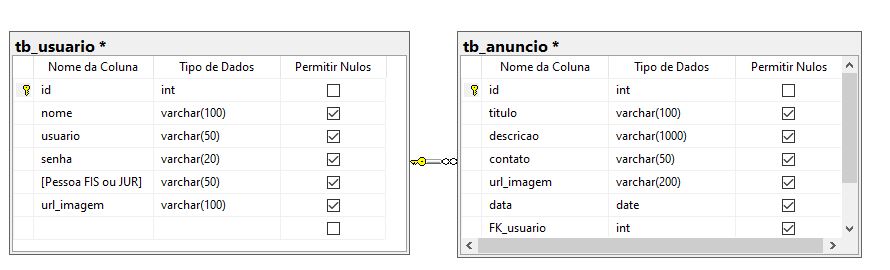 tb_usuario *
Nome da Coluna Tipo de Dados Permitir Nulos
id int
nome varchar(100)
usuario varchar(50)
senha varchar(20)
[Pessoa FIS ou JUR] varchar(50)
url_imagem varchar(100)
tb_anuncio *
Nome da Coluna Tipo de Dados Permitir Nulos
id int
titulo varchar(100)
descricao varchar(1000)
contato varchar(50)
url_imagem varchar(200)
data date
FK_usuario int